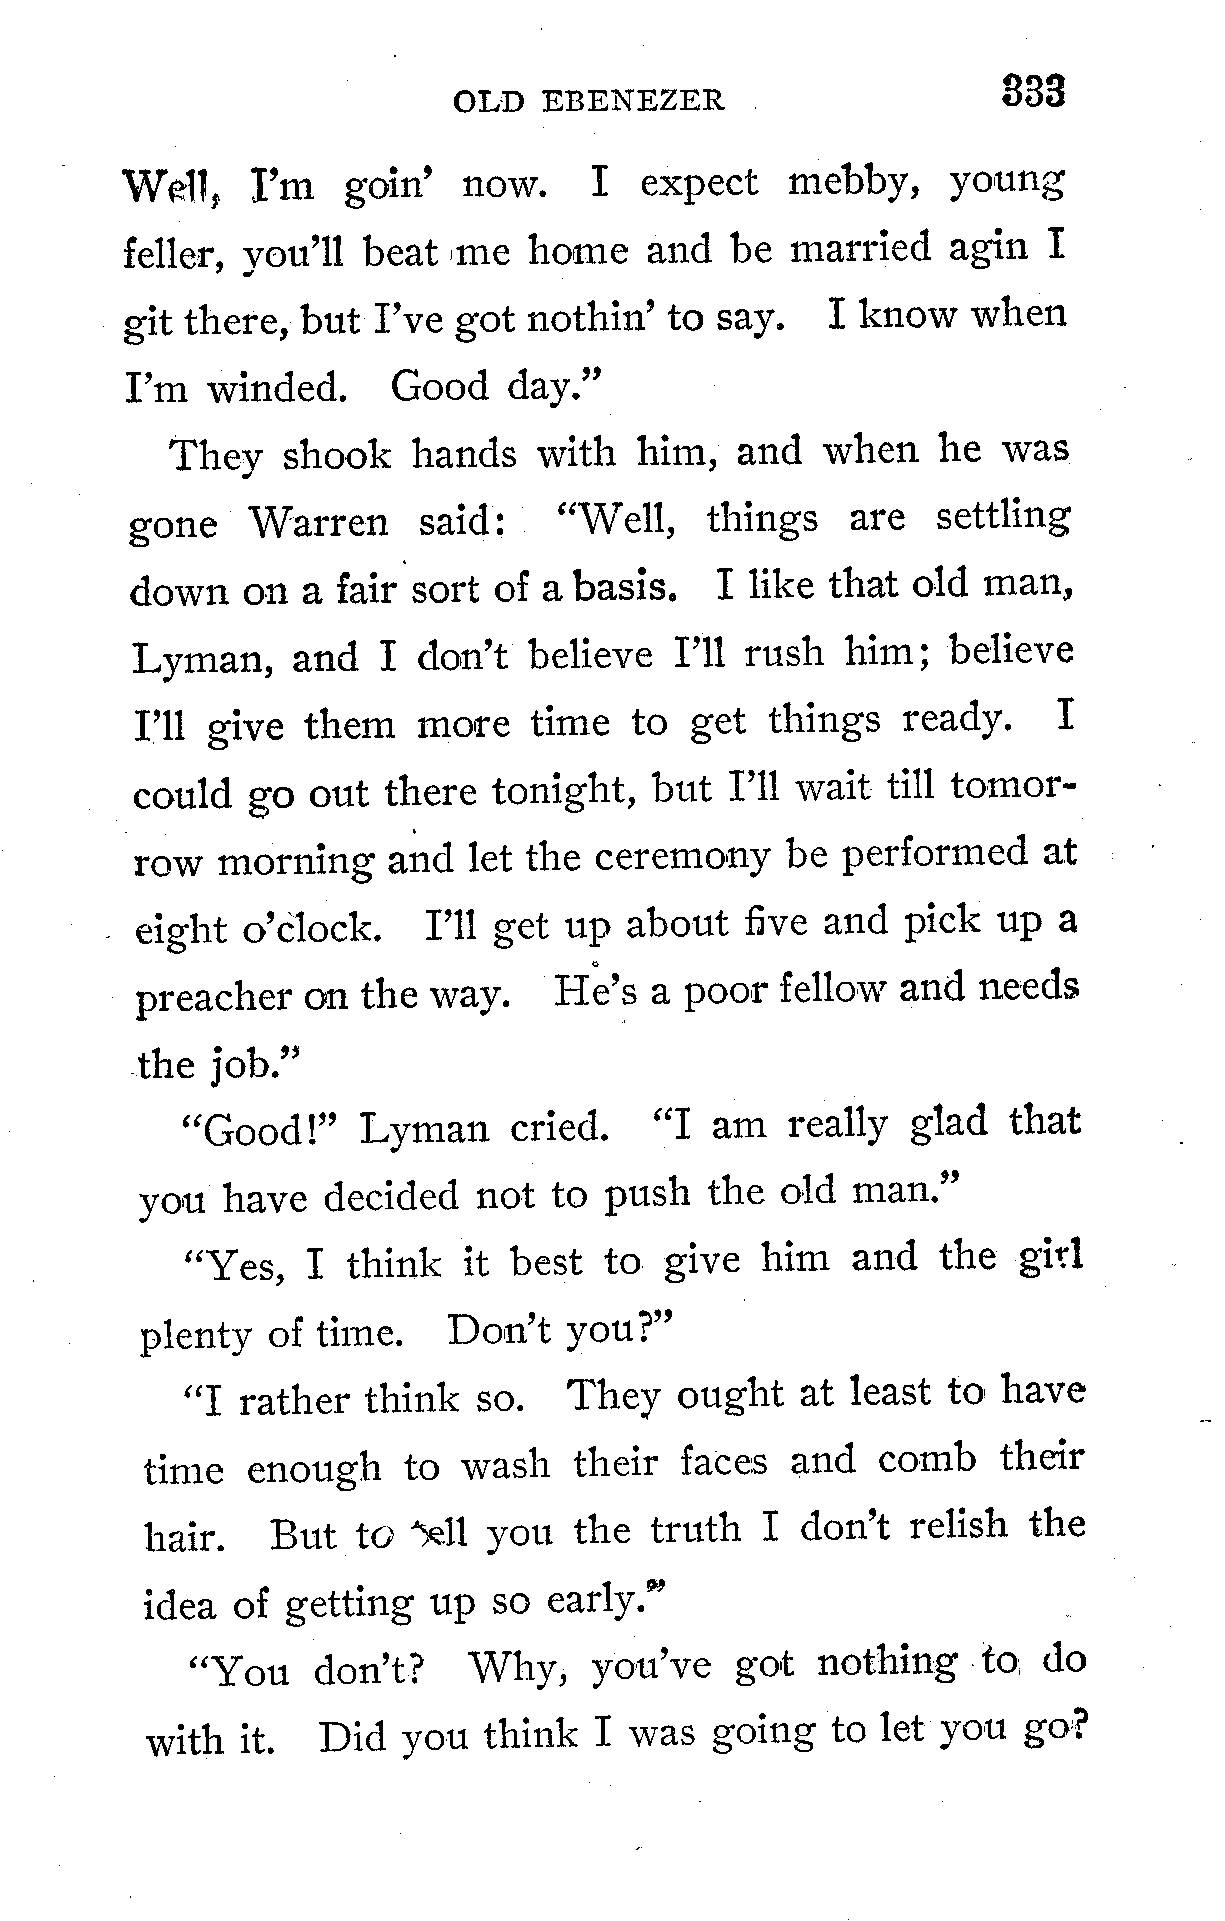 OLD EBENEZER 333
Well, I'm goin' now. I expect mebby, young
feller, you'll beat me home and be married agin I
git there, but I've got nothin' to say. I know when
I'm winded. Good day."
They shook hands with him, and when he was
gone Warren said: "Well, things are settling
down on a fair sort of a basis. I like that old man,
Lyman, and I don't believe I'll rush him; believe
I'll give them more time to get things ready. I
could go out there tonight, but I'll wait till tomor-
row morning and let the ceremony be performed at
eight o'clock. I'll get up about five and pick up a
preacher on the way. He's a poor fellow and needs
the job."
"Good!" Lyman cried. "I am really glad that
you have decided not to push the old man."
"Yes, I think it best to give him and the girl
plenty of time. Don't you?"
"I rather think so. They ought at least to have
time enough to wash their faces and comb their
hair. But to tell you the truth I don't relish the
idea of getting up so early."
"You don't? Why, you've got nothing to do
with it. Did you think I was going to let you go?